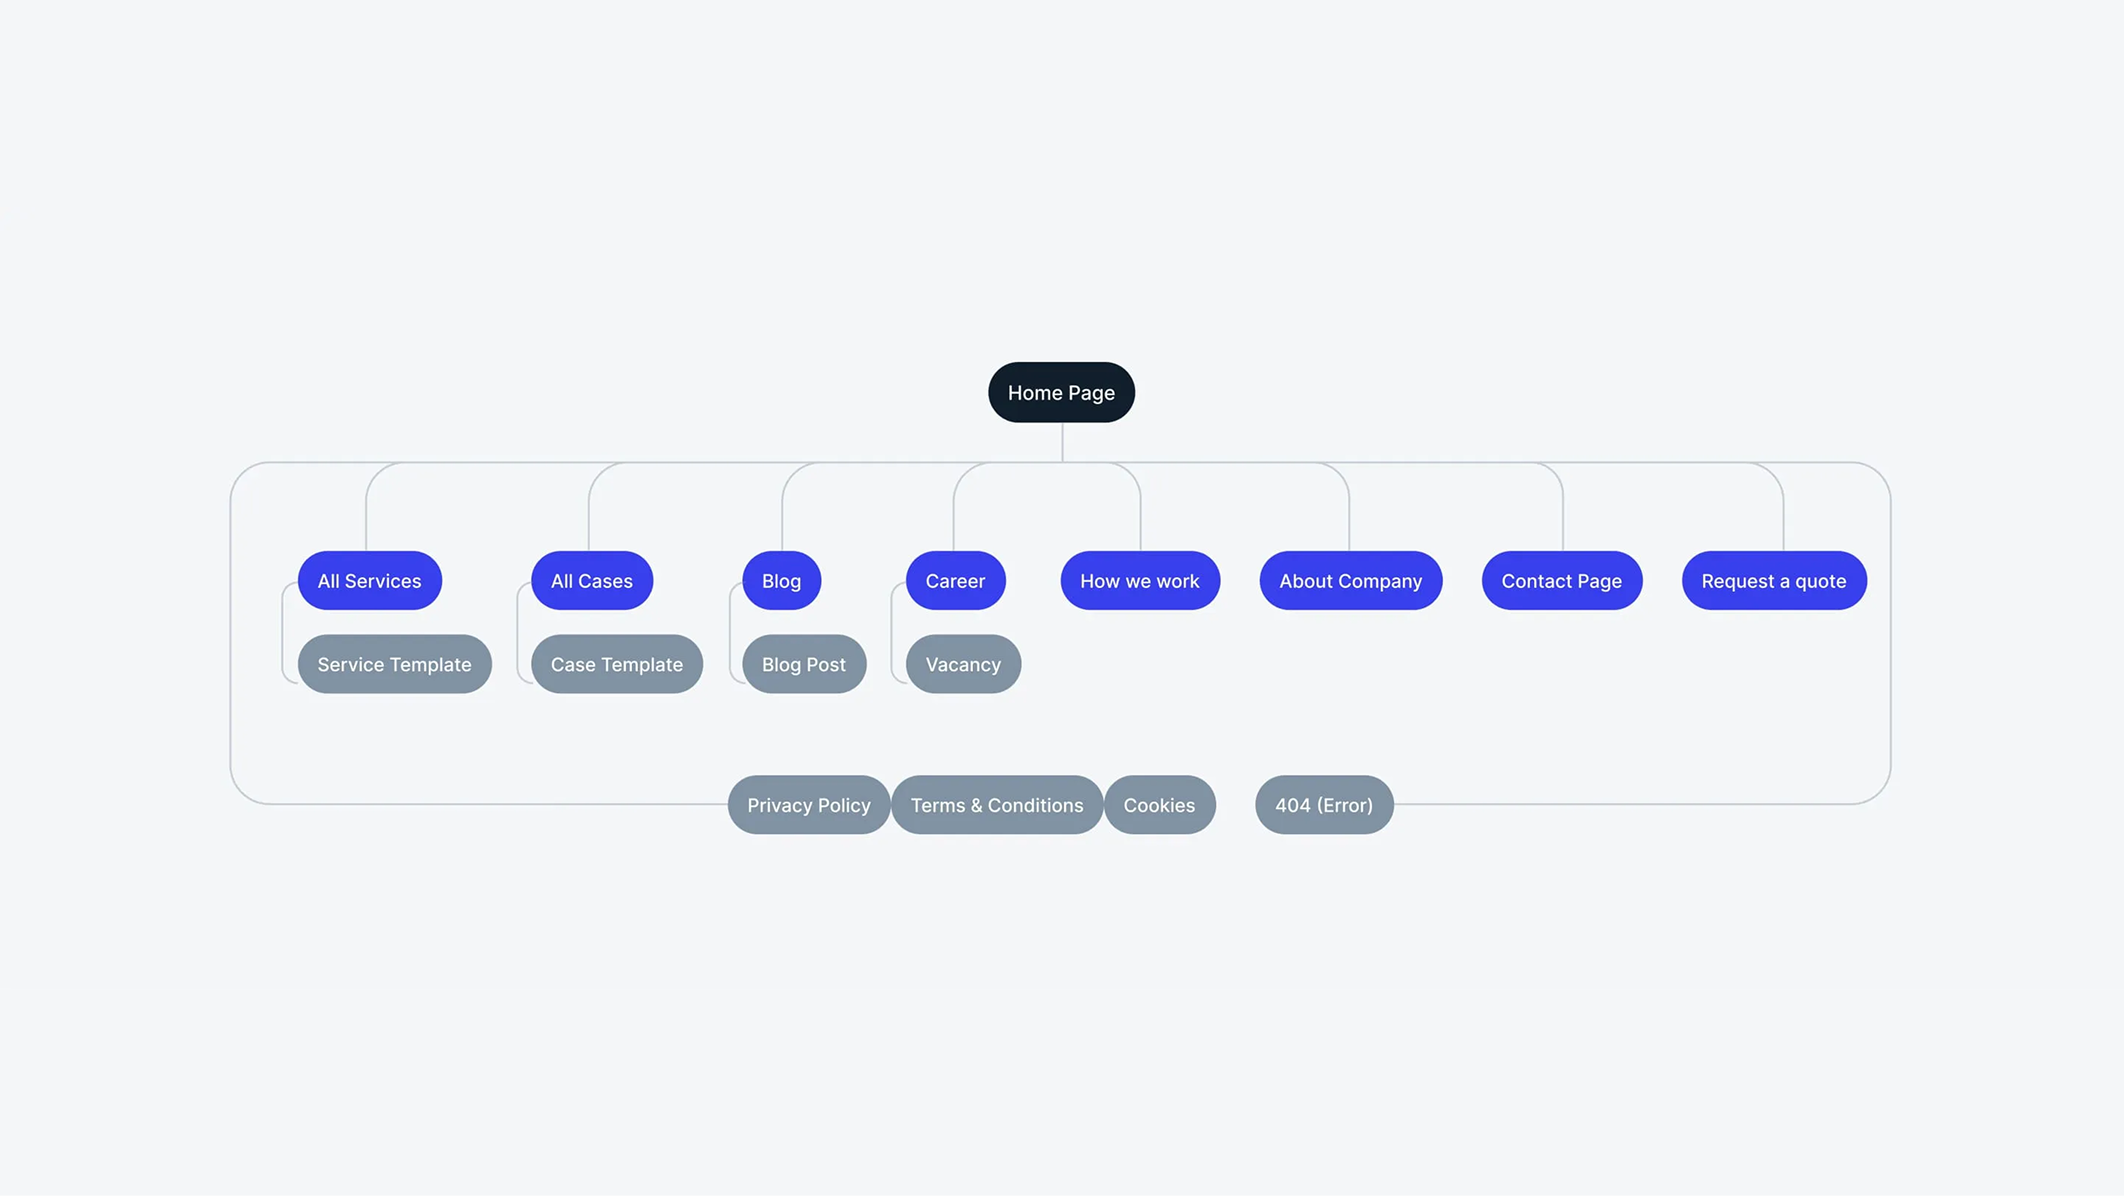 Home Page
All Services
All Cases
Blog
Career
How we work
About Company
Contact Page
Request a quote
Service Template
Case Template
Blog Post
Vacancy
Privacy Policy
Terms & Conditions
Cookies
404 (Error)